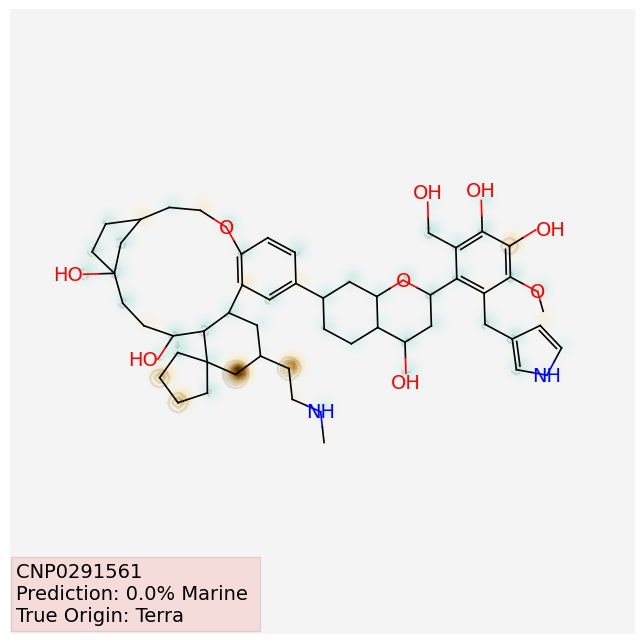 OH
OH
OH
O
HO
O
O
HO
OH
NH
NH
CNP0291561
Prediction: 0.0% Marine
True Origin: Terra